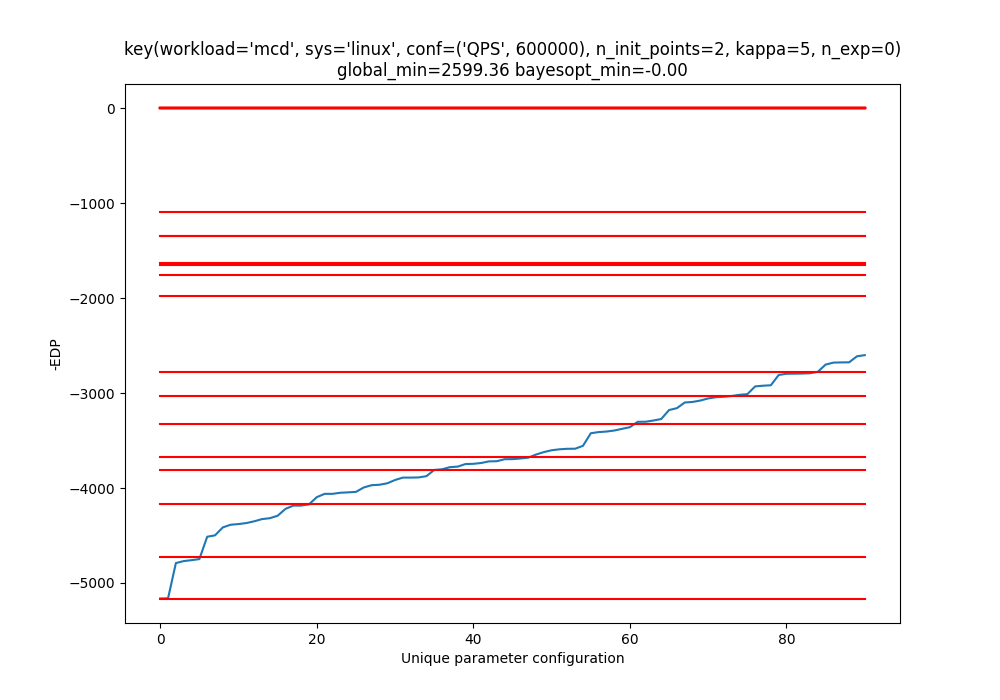 key(workload='mcd', sys='linux', conf=('QPS', 600000), n_init_points=2, kappa=5, n_exp=0)
global_min=2599.36 bayesopt_min=-0.00
0
−1000
−2000
−3000
−4000
−5000
-EDP
0 20 40 60 80
Unique parameter configuration